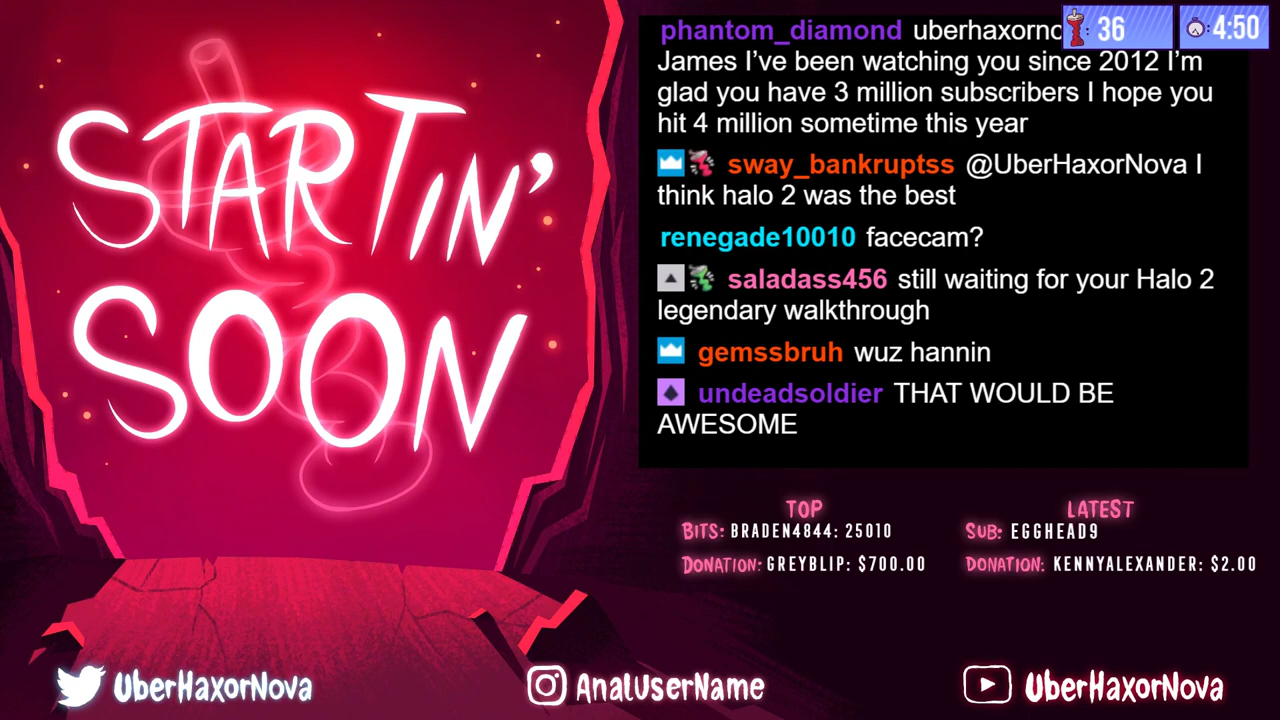 STARTIN'
SOON
phantom_diamond uberhaxorno
James I've been watching you since 2012 I'm
glad you have 3 million subscribers I hope you
hit 4 million sometime this year
sway_bankruptss @UberHaxorNova I
think halo 2 was the best
renegade10010 facecam?
saladass456 still waiting for your Halo 2
legendary walkthrough
gemssbruh wuz hannin
undeadsoldier THAT WOULD BE
AWESOME
: 36
: 4:50
TOP
BITS: BRADEN4844: 25010
DONATION: GREYBLIP: $700.00
LATEST
SUB: EGGHEAD9
DONATION: KENNYALEXANDER: $2.00
UberHaxorNova
AnalUserName
UberHaxorNova